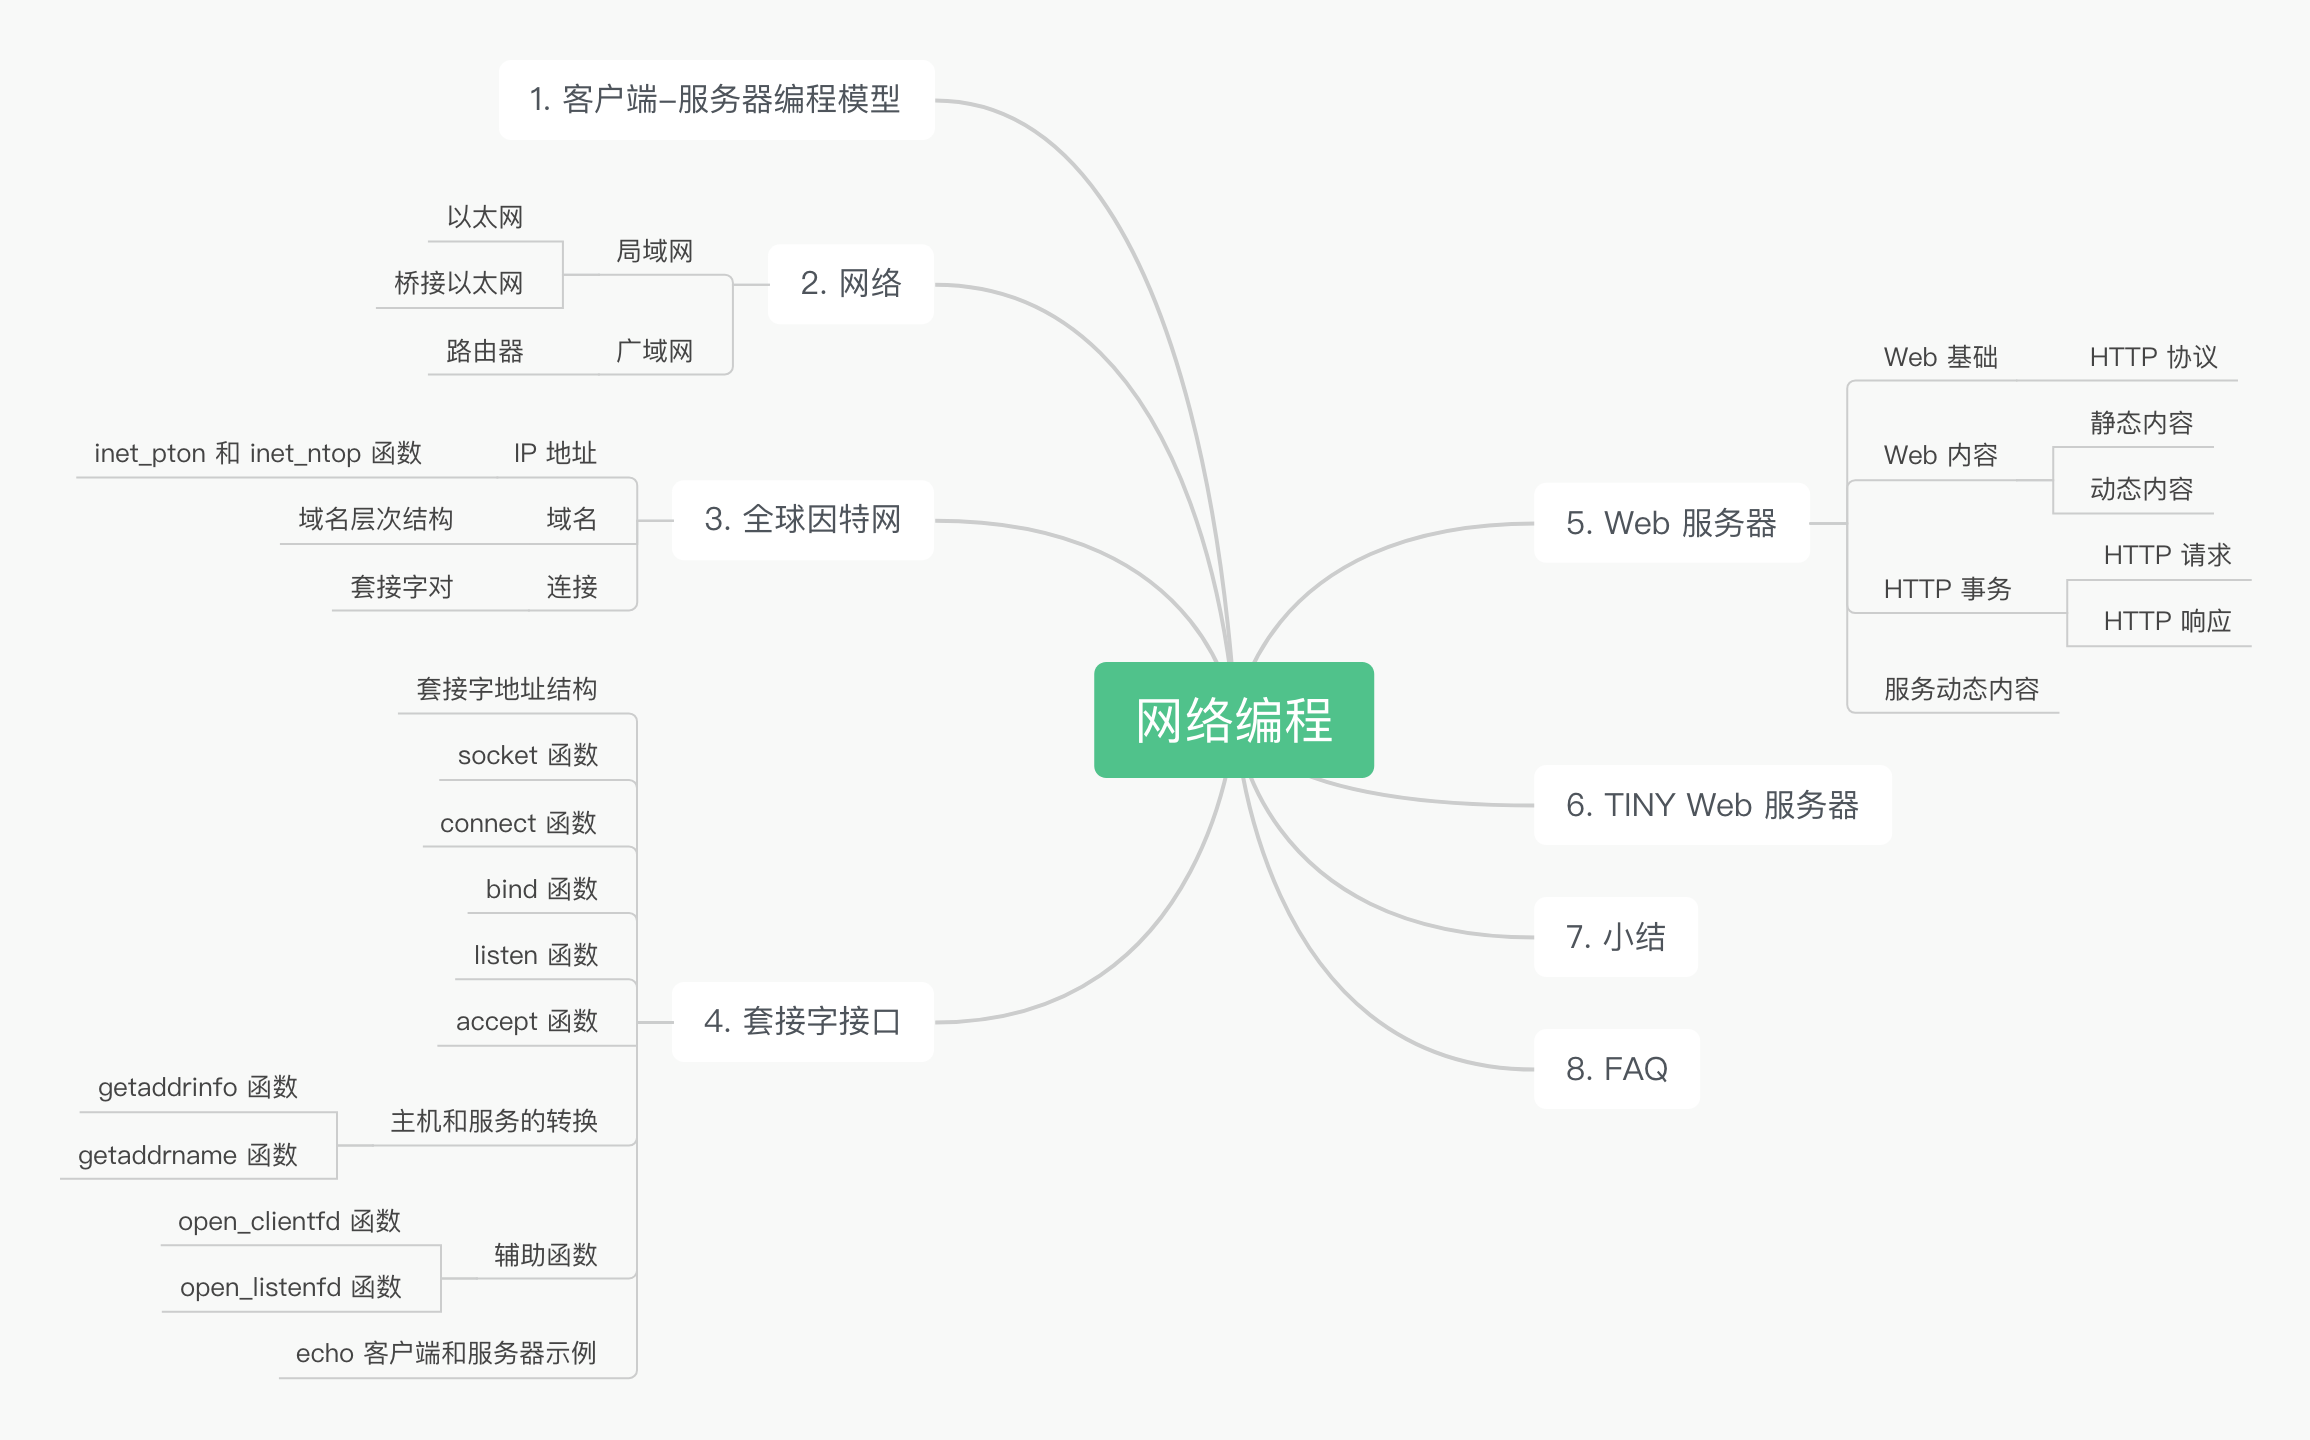 网络编程
1. 客户端–服务器编程模型
2. 网络
局域网
以太网
桥接以太网
广域网
路由器
3. 全球因特网
IP 地址
inet_pton 和 inet_ntop 函数
域名
域名层次结构
连接
套接字对
4. 套接字接口
套接字地址结构
socket 函数
connect 函数
bind 函数
listen 函数
accept 函数
主机和服务的转换
getaddrinfo 函数
getaddrname 函数
辅助函数
open_clientfd 函数
open_listenfd 函数
echo 客户端和服务器示例
5. Web 服务器
Web 基础
HTTP 协议
Web 内容
静态内容
动态内容
HTTP 事务
HTTP 请求
HTTP 响应
服务动态内容
6. TINY Web 服务器
7. 小结
8. FAQ